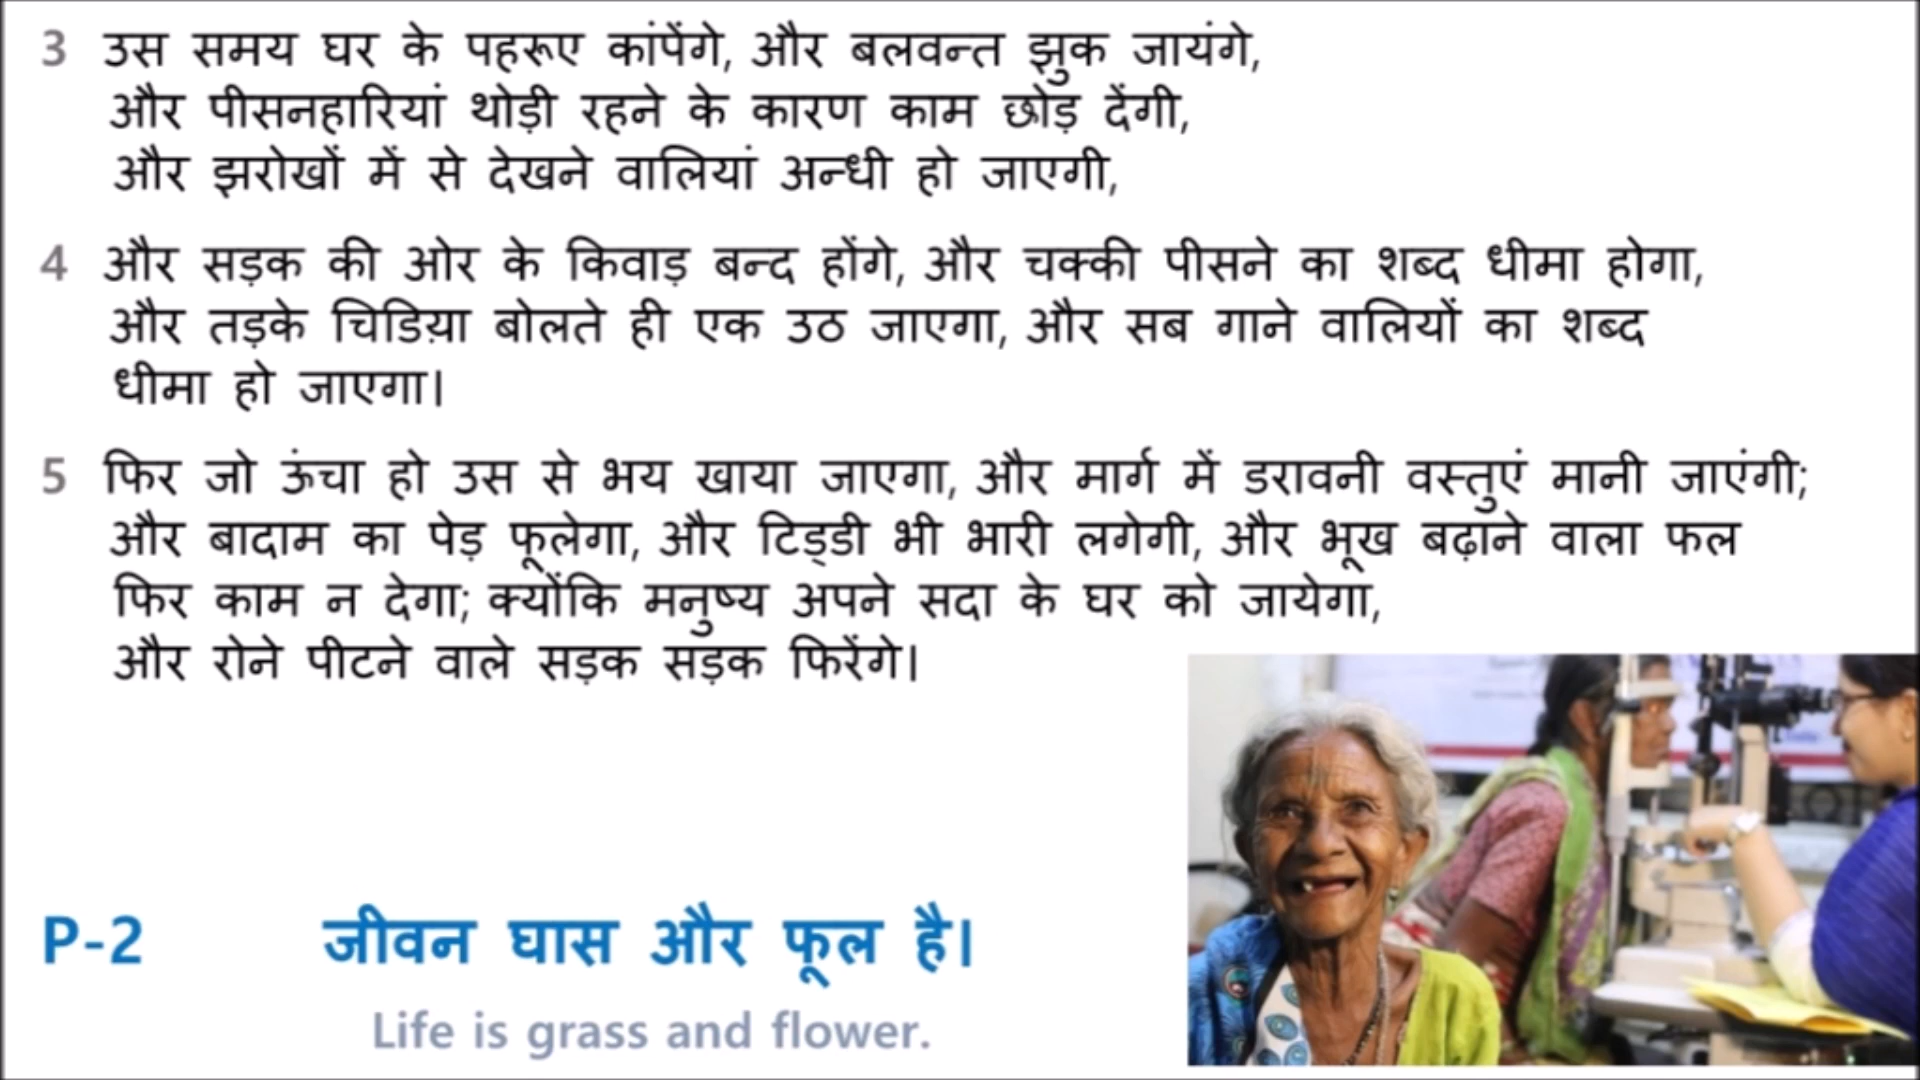 3 उस समय घर के पहरूए कांपेंगे, और बलवन्त झुक जायंगे,
और पीसनहारियां थोड़ी रहने के कारण काम छोड़ देंगी,
और झरोखों में से देखने वालियां अन्धी हो जाएगी,
4 और सड़क की ओर के किवाड़ बन्द होंगे, और चक्की पीसने का शब्द धीमा होगा,
और तड़के चिडिय़ा बोलते ही एक उठ जाएगा, और सब गाने वालियों का शब्द
धीमा हो जाएगा।
5 फिर जो ऊंचा हो उस से भय खाया जाएगा, और मार्ग में डरावनी वस्तुएं मानी जाएंगी;
और बादाम का पेड़ फूलेगा, और टिड्डी भी भारी लगेगी, और भूख बढ़ाने वाला फल
फिर काम न देगा; क्योंकि मनुष्य अपने सदा के घर को जायेगा,
और रोने पीटने वाले सड़क सड़क फिरेंगे।
P-2 जीवन घास और फूल है।
Life is grass and flower.